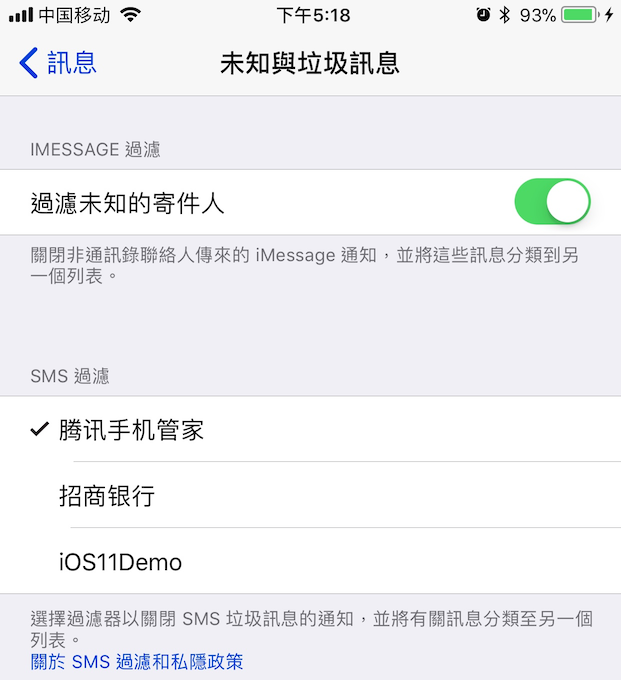 中国移动 下午5:18 93%
訊息 未知與垃圾訊息
IMESSAGE 過濾
過濾未知的寄件人
關閉非通訊錄聯絡人傳來的 iMessage 通知，並將這些訊息分類到另
一個列表。
SMS 過濾
腾讯手机管家
招商银行
iOS11Demo
選擇過濾器以關閉 SMS 垃圾訊息的通知，並將有關訊息分類至另一個
列表。
關於 SMS 過濾和私隱政策